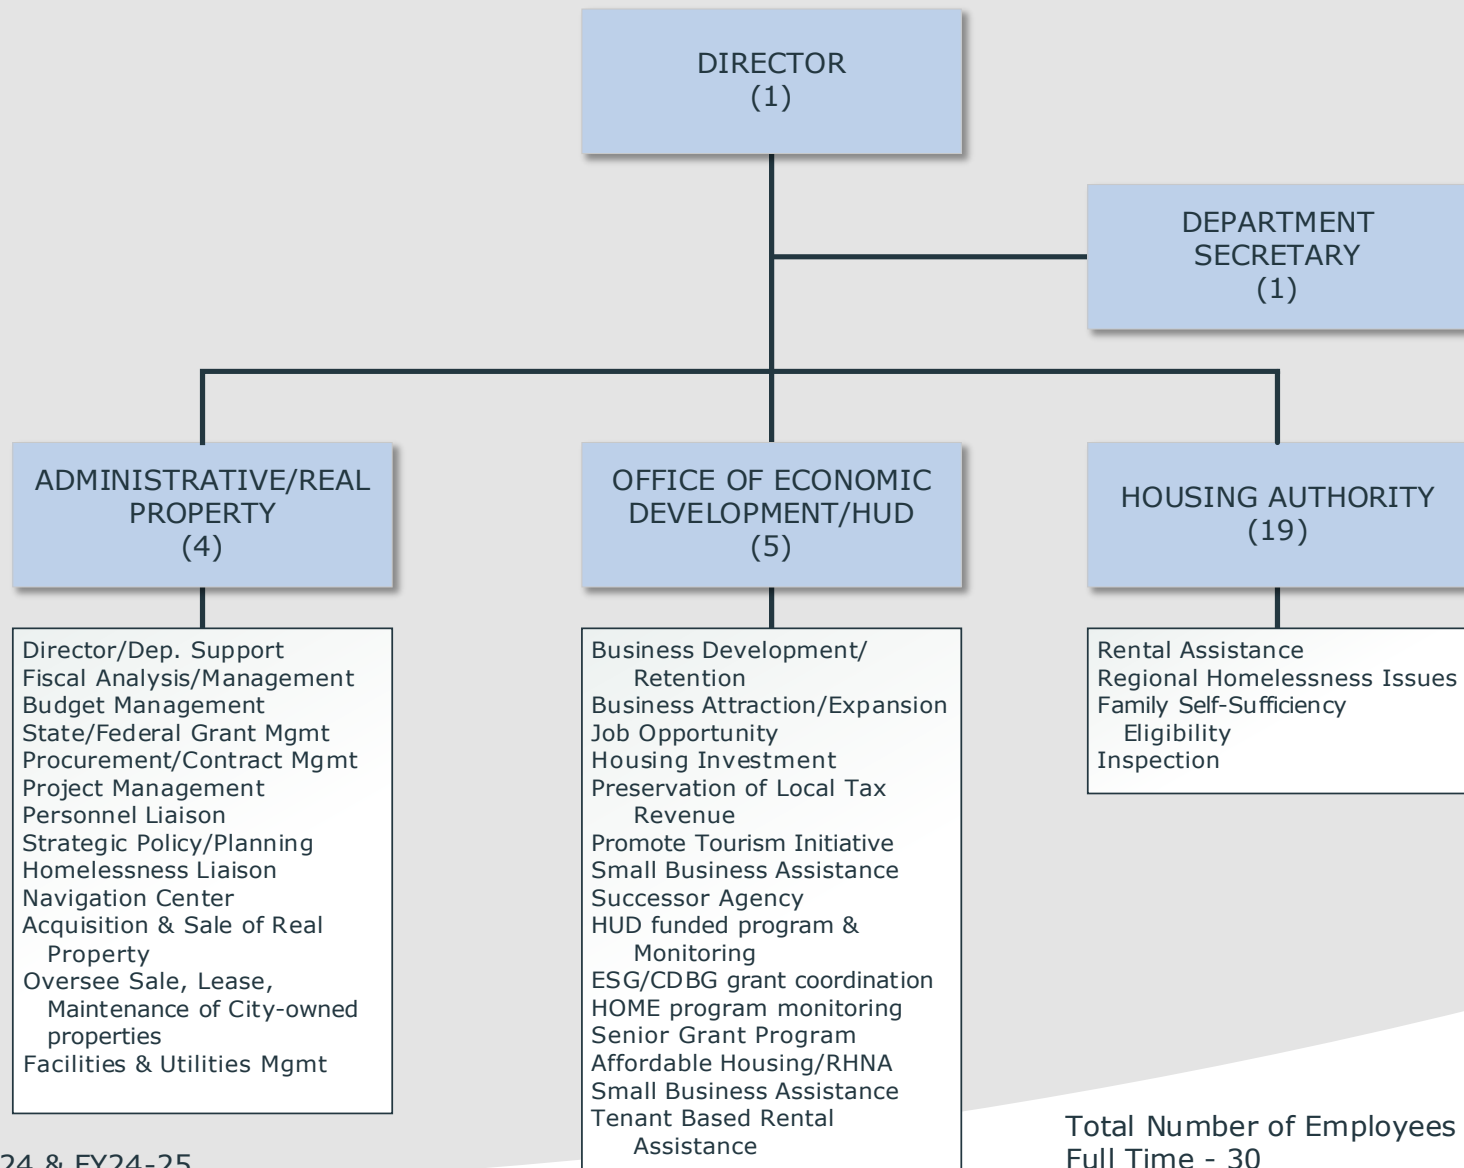 DIRECTOR
(1)
DEPARTMENT
SECRETARY
(1)
ADMINISTRATIVE/REAL
PROPERTY
(4)
OFFICE OF ECONOMIC
DEVELOPMENT/HUD
(5)
HOUSING AUTHORITY
(19)
Director/Dep. Support
Fiscal Analysis/Management
Budget Management
State/Federal Grant Mgmt
Procurement/Contract Mgmt
Project Management
Personnel Liaison
Strategic Policy/Planning
Homelessness Liaison
Navigation Center
Acquisition & Sale of Real
Property
Oversee Sale, Lease,
Maintenance of City-owned
properties
Facilities & Utilities Mgmt
Business Development/
Retention
Business Attraction/Expansion
Job Opportunity
Housing Investment
Preservation of Local Tax
Revenue
Promote Tourism Initiative
Small Business Assistance
Successor Agency
HUD funded program &
Monitoring
ESG/CDBG grant coordination
HOME program monitoring
Senior Grant Program
Affordable Housing/RHNA
Small Business Assistance
Tenant Based Rental
Assistance
Rental Assistance
Regional Homelessness Issues
Family Self-Sufficiency
Eligibility
Inspection
24 & FY24-25
Total Number of Employees
Full Time - 30